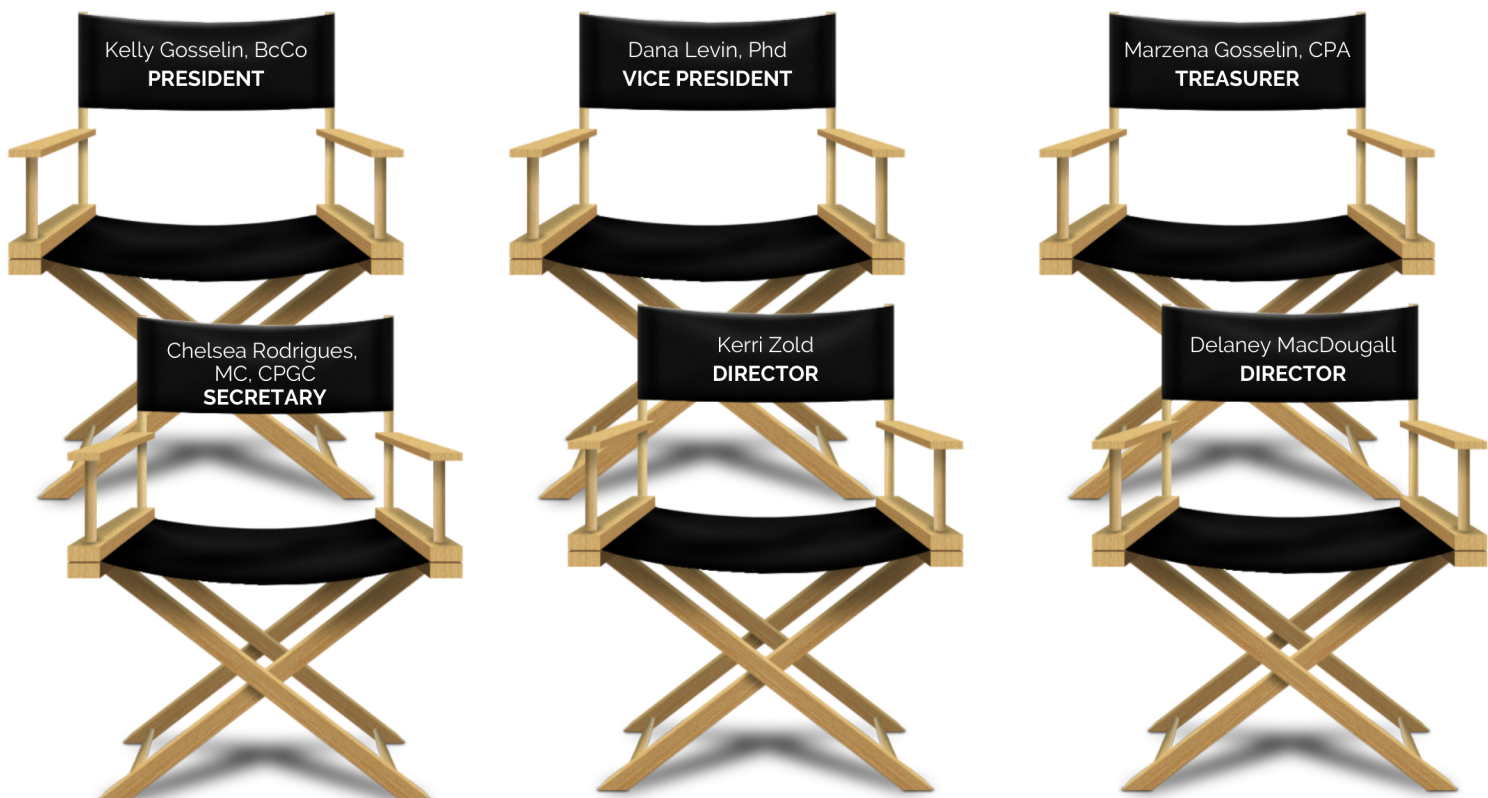 Kelly Gosselin, BcCo
PRESIDENT
Dana Levin, Phd
VICE PRESIDENT
Marzena Gosselin, CPA
TREASURER
Chelsea Rodrigues,
MC, CPGC
SECRETARY
Kerri Zold
DIRECTOR
Delaney MacDougall
DIRECTOR